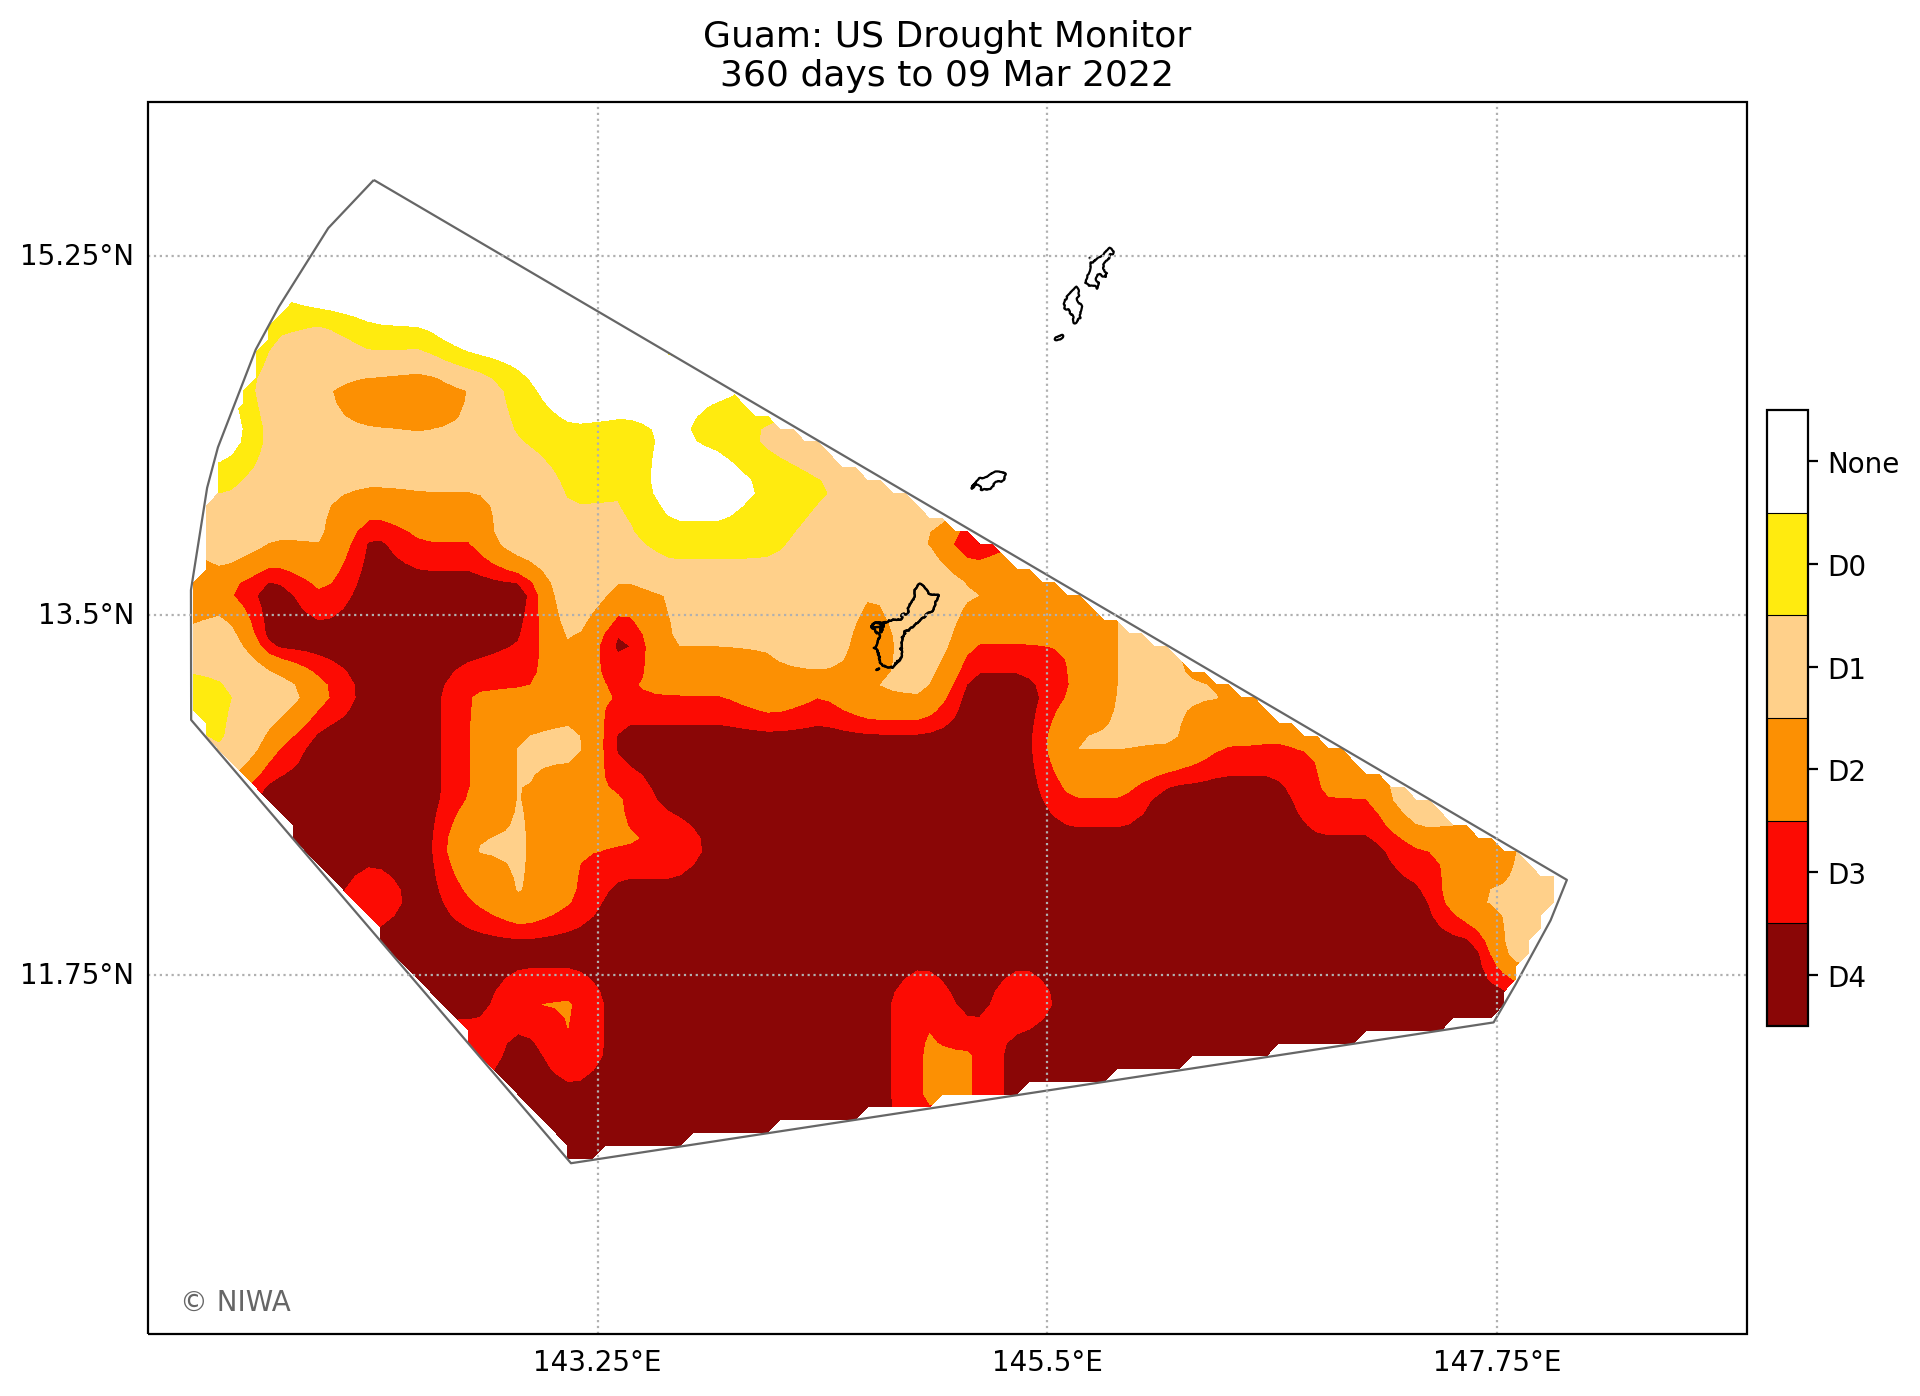 Guam: US Drought Monitor
360 days to 09 Mar 2022
15.25°N
13.5°N
11.75°N
143.25°E
145.5°E
147.75°E
None
D0
D1
D2
D3
D4
© NIWA